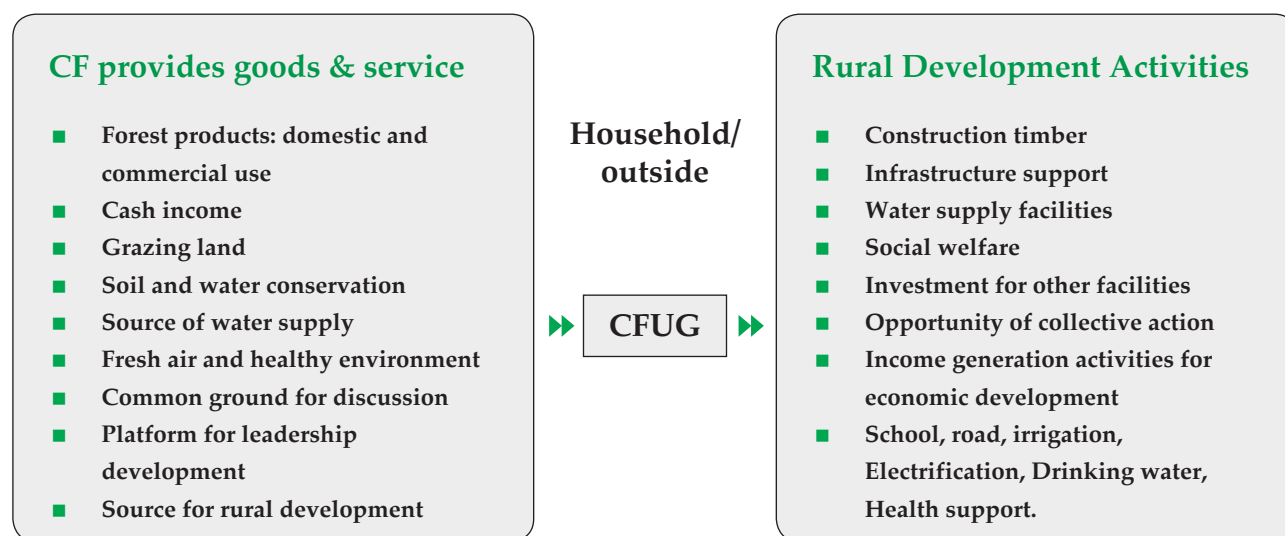 CF provides goods & service
■ Forest products: domestic and
commercial use
■ Cash income
■ Grazing land
■ Soil and water conservation
■ Source of water supply
■ Fresh air and healthy environment
■ Common ground for discussion
■ Platform for leadership
development
■ Source for rural development
Household/
outside
CFUG
Rural Development Activities
■ Construction timber
■ Infrastructure support
■ Water supply facilities
■ Social welfare
■ Investment for other facilities
■ Opportunity of collective action
■ Income generation activities for
economic development
■ School, road, irrigation,
Electrification, Drinking water,
Health support.